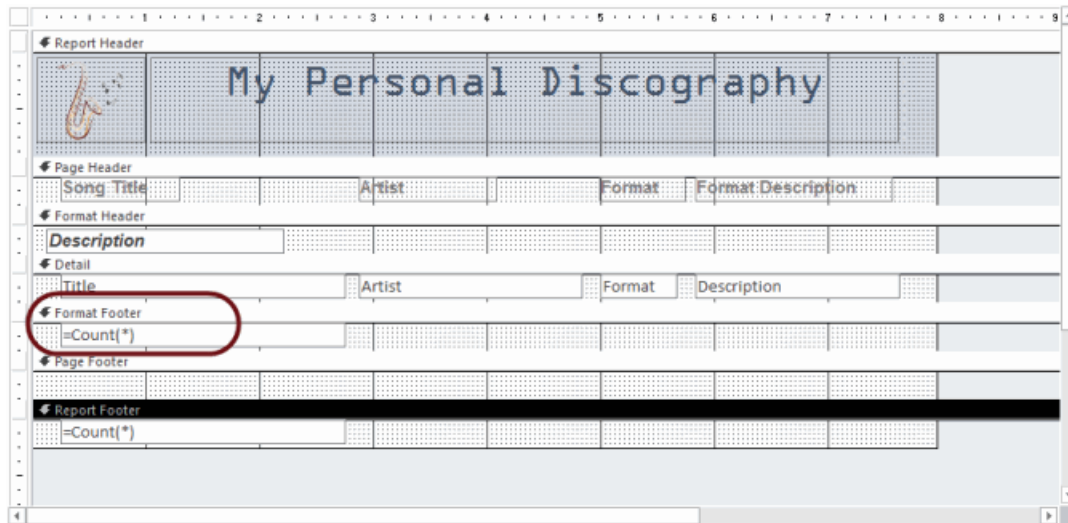 1 2 3 4 5 6 7 8 9
Report Header
My Personal Discography
Page Header
Song Title Artist Format Format Description
Format Header
Description
Detail
Title Artist Format Description
Format Footer
=Count(*)
Page Footer
Report Footer
=Count(*)